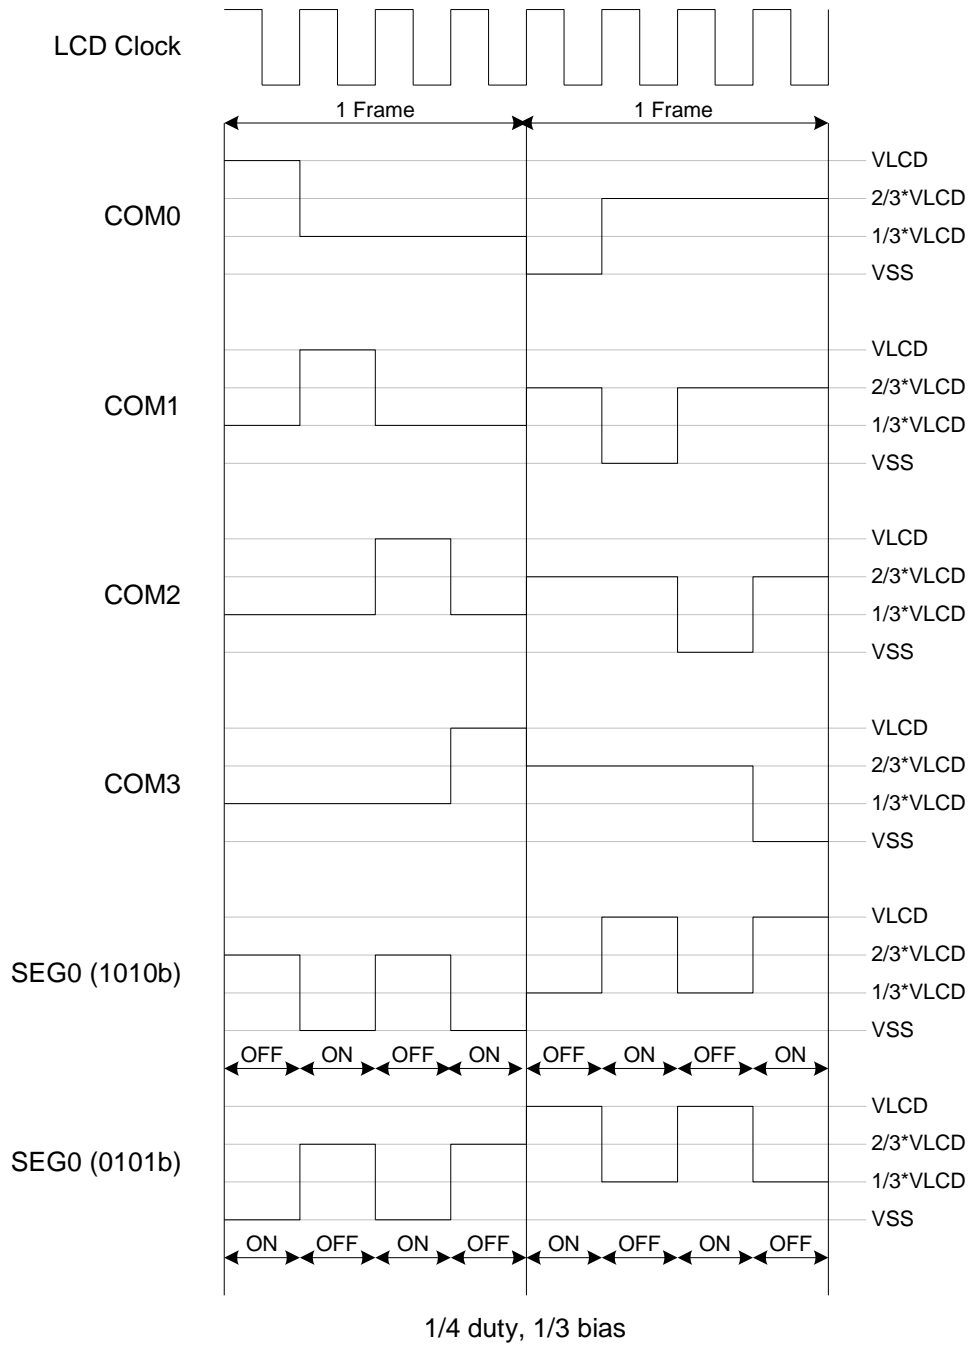 LCD Clock
1 Frame 1 Frame
VLCD
2/3*VLCD
COM0
1/3*VLCD
VSS
VLCD
2/3*VLCD
COM1
1/3*VLCD
VSS
VLCD
2/3*VLCD
COM2
1/3*VLCD
VSS
VLCD
2/3*VLCD
COM3
1/3*VLCD
VSS
VLCD
2/3*VLCD
SEG0 (1010b)
1/3*VLCD
VSS
OFF ON OFF ON OFF ON OFF ON
VLCD
2/3*VLCD
SEG0 (0101b)
1/3*VLCD
VSS
ON OFF ON OFF ON OFF ON OFF
1/4 duty, 1/3 bias